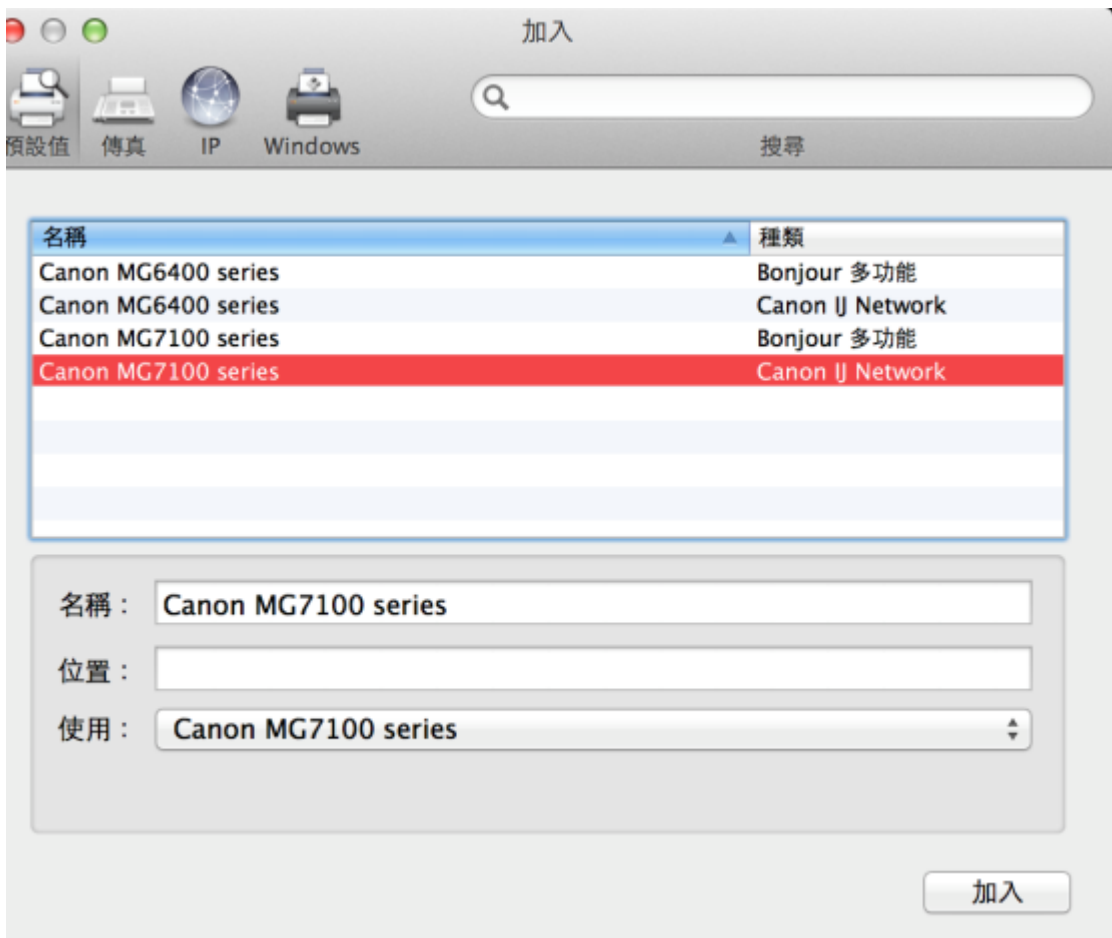 加入
預設值 傳真 IP Windows 搜尋
名稱 種類
Canon MG6400 series Bonjour 多功能
Canon MG6400 series Canon IJ Network
Canon MG7100 series Bonjour 多功能
Canon MG7100 series Canon IJ Network
名稱： Canon MG7100 series
位置：
使用： Canon MG7100 series
加入